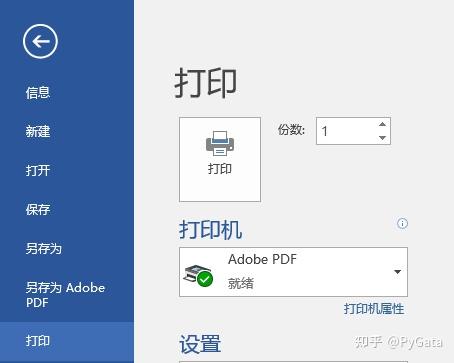 信息
新建
打开
保存
另存为
另存为 Adobe
PDF
打印
打印
打印
份数:
1
打印机
Adobe PDF
就绪
打印机属性
设置
知乎 @PyGata